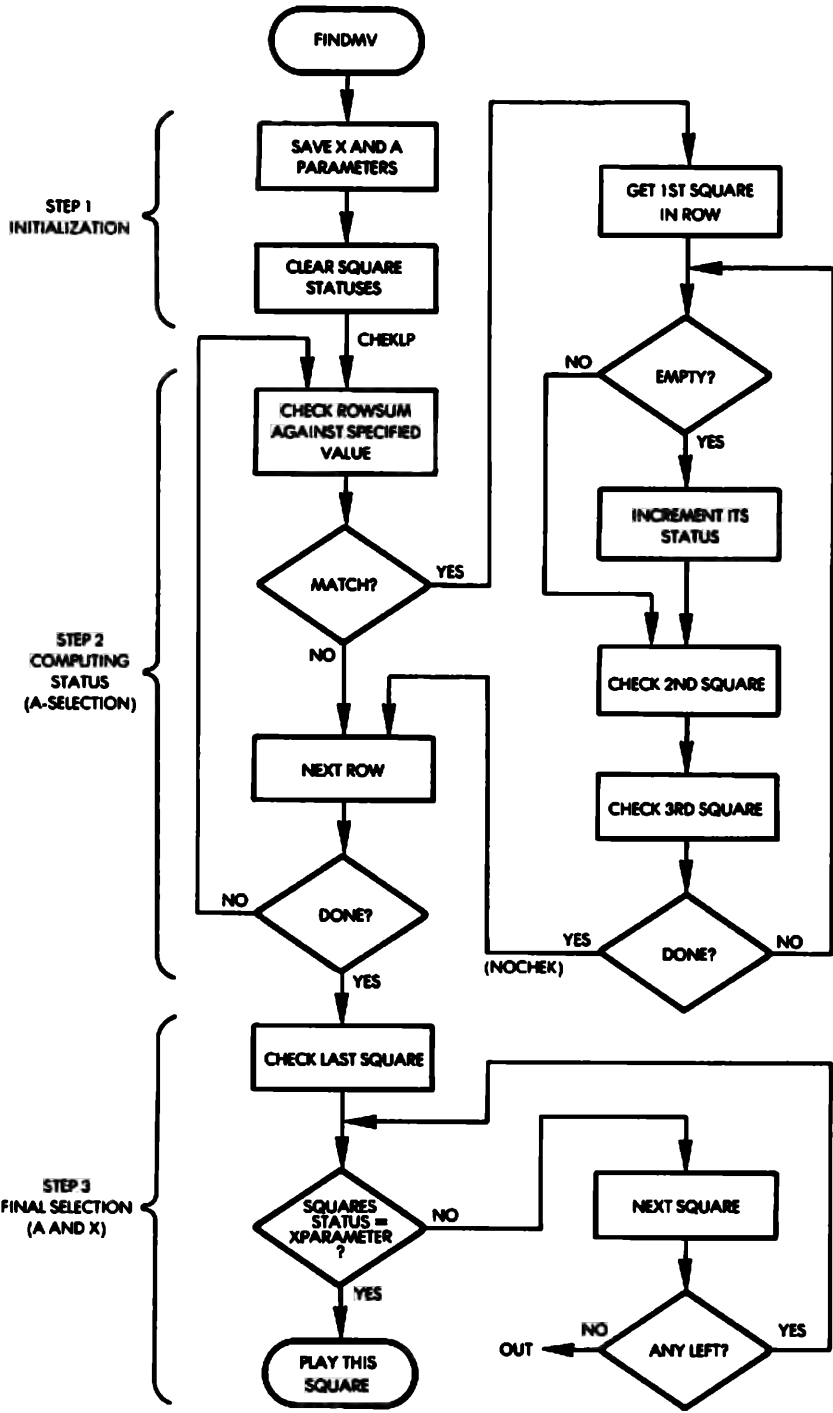 FINDMV
STEP 1
INITIALIZATION
SAVE X AND A
PARAMETERS
CLEAR SQUARE
STATUSES
CHEKLP
STEP 2
COMPUTING
STATUS
(A-SELECTION)
CHECK ROWSUM
AGAINST SPECIFIED
VALUE
MATCH?
YES
NO
NEXT ROW
DONE?
NO
YES
GET 1ST SQUARE
IN ROW
EMPTY?
NO
YES
INCREMENT ITS
STATUS
CHECK 2ND SQUARE
CHECK 3RD SQUARE
DONE?
YES
(NOCHEK)
NO
STEP 3
FINAL SELECTION
(A AND X)
CHECK LAST SQUARE
SQUARES
STATUS =
XPARAMETER
?
NO
YES
PLAY THIS
SQUARE
NEXT SQUARE
ANY LEFT?
YES
NO
OUT